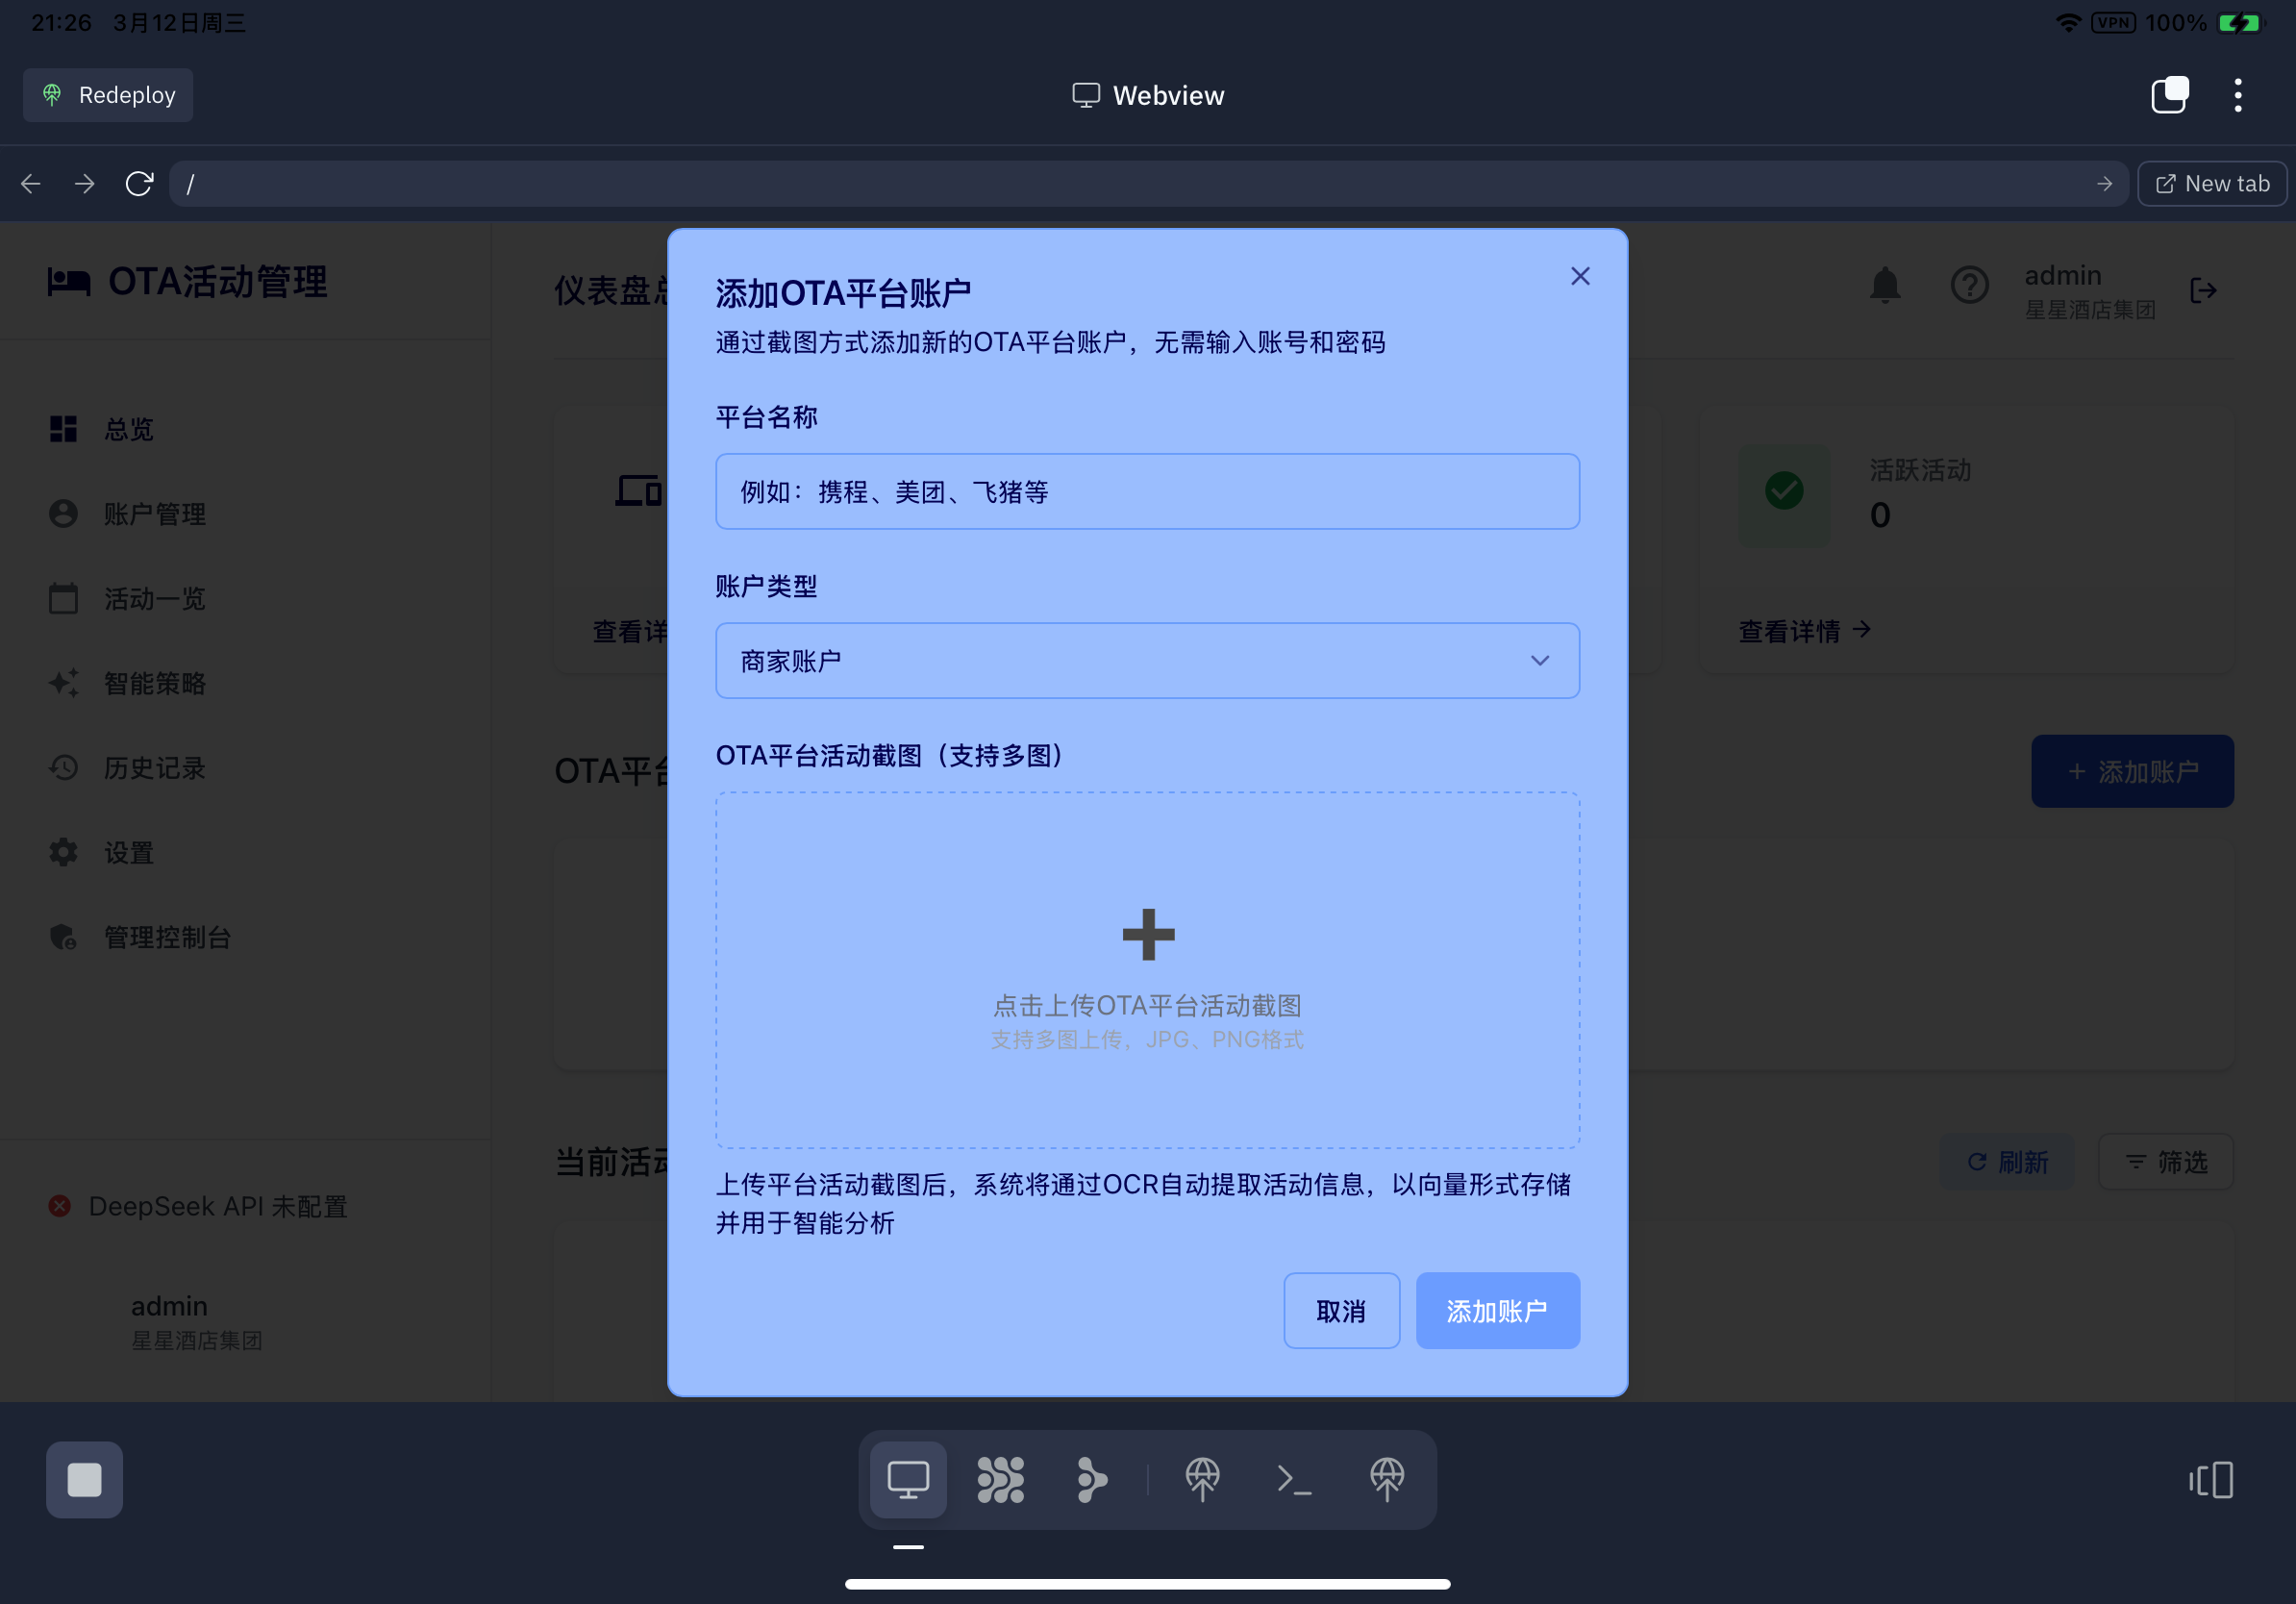 21:26 3月12日周三
VPN 100%
Redeploy
Webview
/
New tab
OTA活动管理
总览
账户管理
活动一览
智能策略
历史记录
设置
管理控制台
DeepSeek API 未配置
admin
星星酒店集团
仪表盘总
admin
星星酒店集团
查看详
活跃活动
0
查看详情
OTA平台
添加账户
当前活动
刷新
筛选
添加OTA平台账户
通过截图方式添加新的OTA平台账户，无需输入账号和密码
平台名称
例如：携程、美团、飞猪等
账户类型
商家账户
OTA平台活动截图（支持多图）
点击上传OTA平台活动截图
支持多图上传，JPG、PNG格式
上传平台活动截图后，系统将通过OCR自动提取活动信息，以向量形式存储
并用于智能分析
取消
添加账户